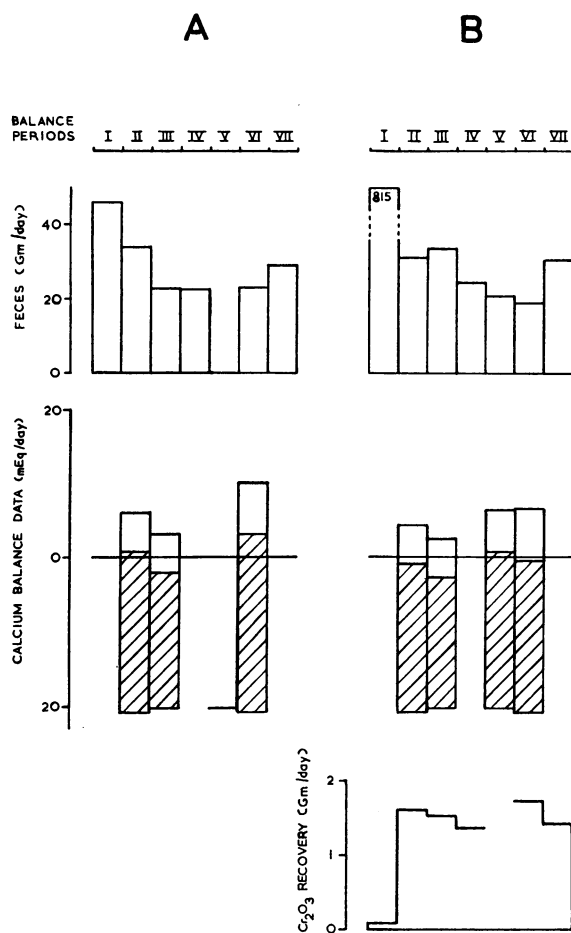 A
B
BALANCE
PERIODS
I II III IV V VI VII
I II III IV V VI VII
815
40
20
0
FECES (Gm/day)
20
0
20
CALCIUM BALANCE DATA (mEq/day)
2
1
0
Cr2O3 RECOVERY (Gm/day)